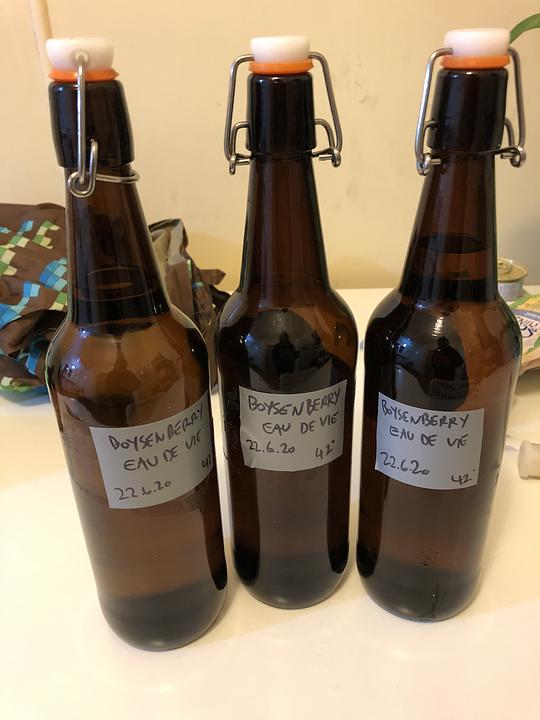 BOYSENBERRY
EAU DE VIE
22.6.20 42
BOYSENBERRY
EAU DE VIE
22.6.20 42°
BOYSENBERRY
EAU DE VIE
22.6.20 42°